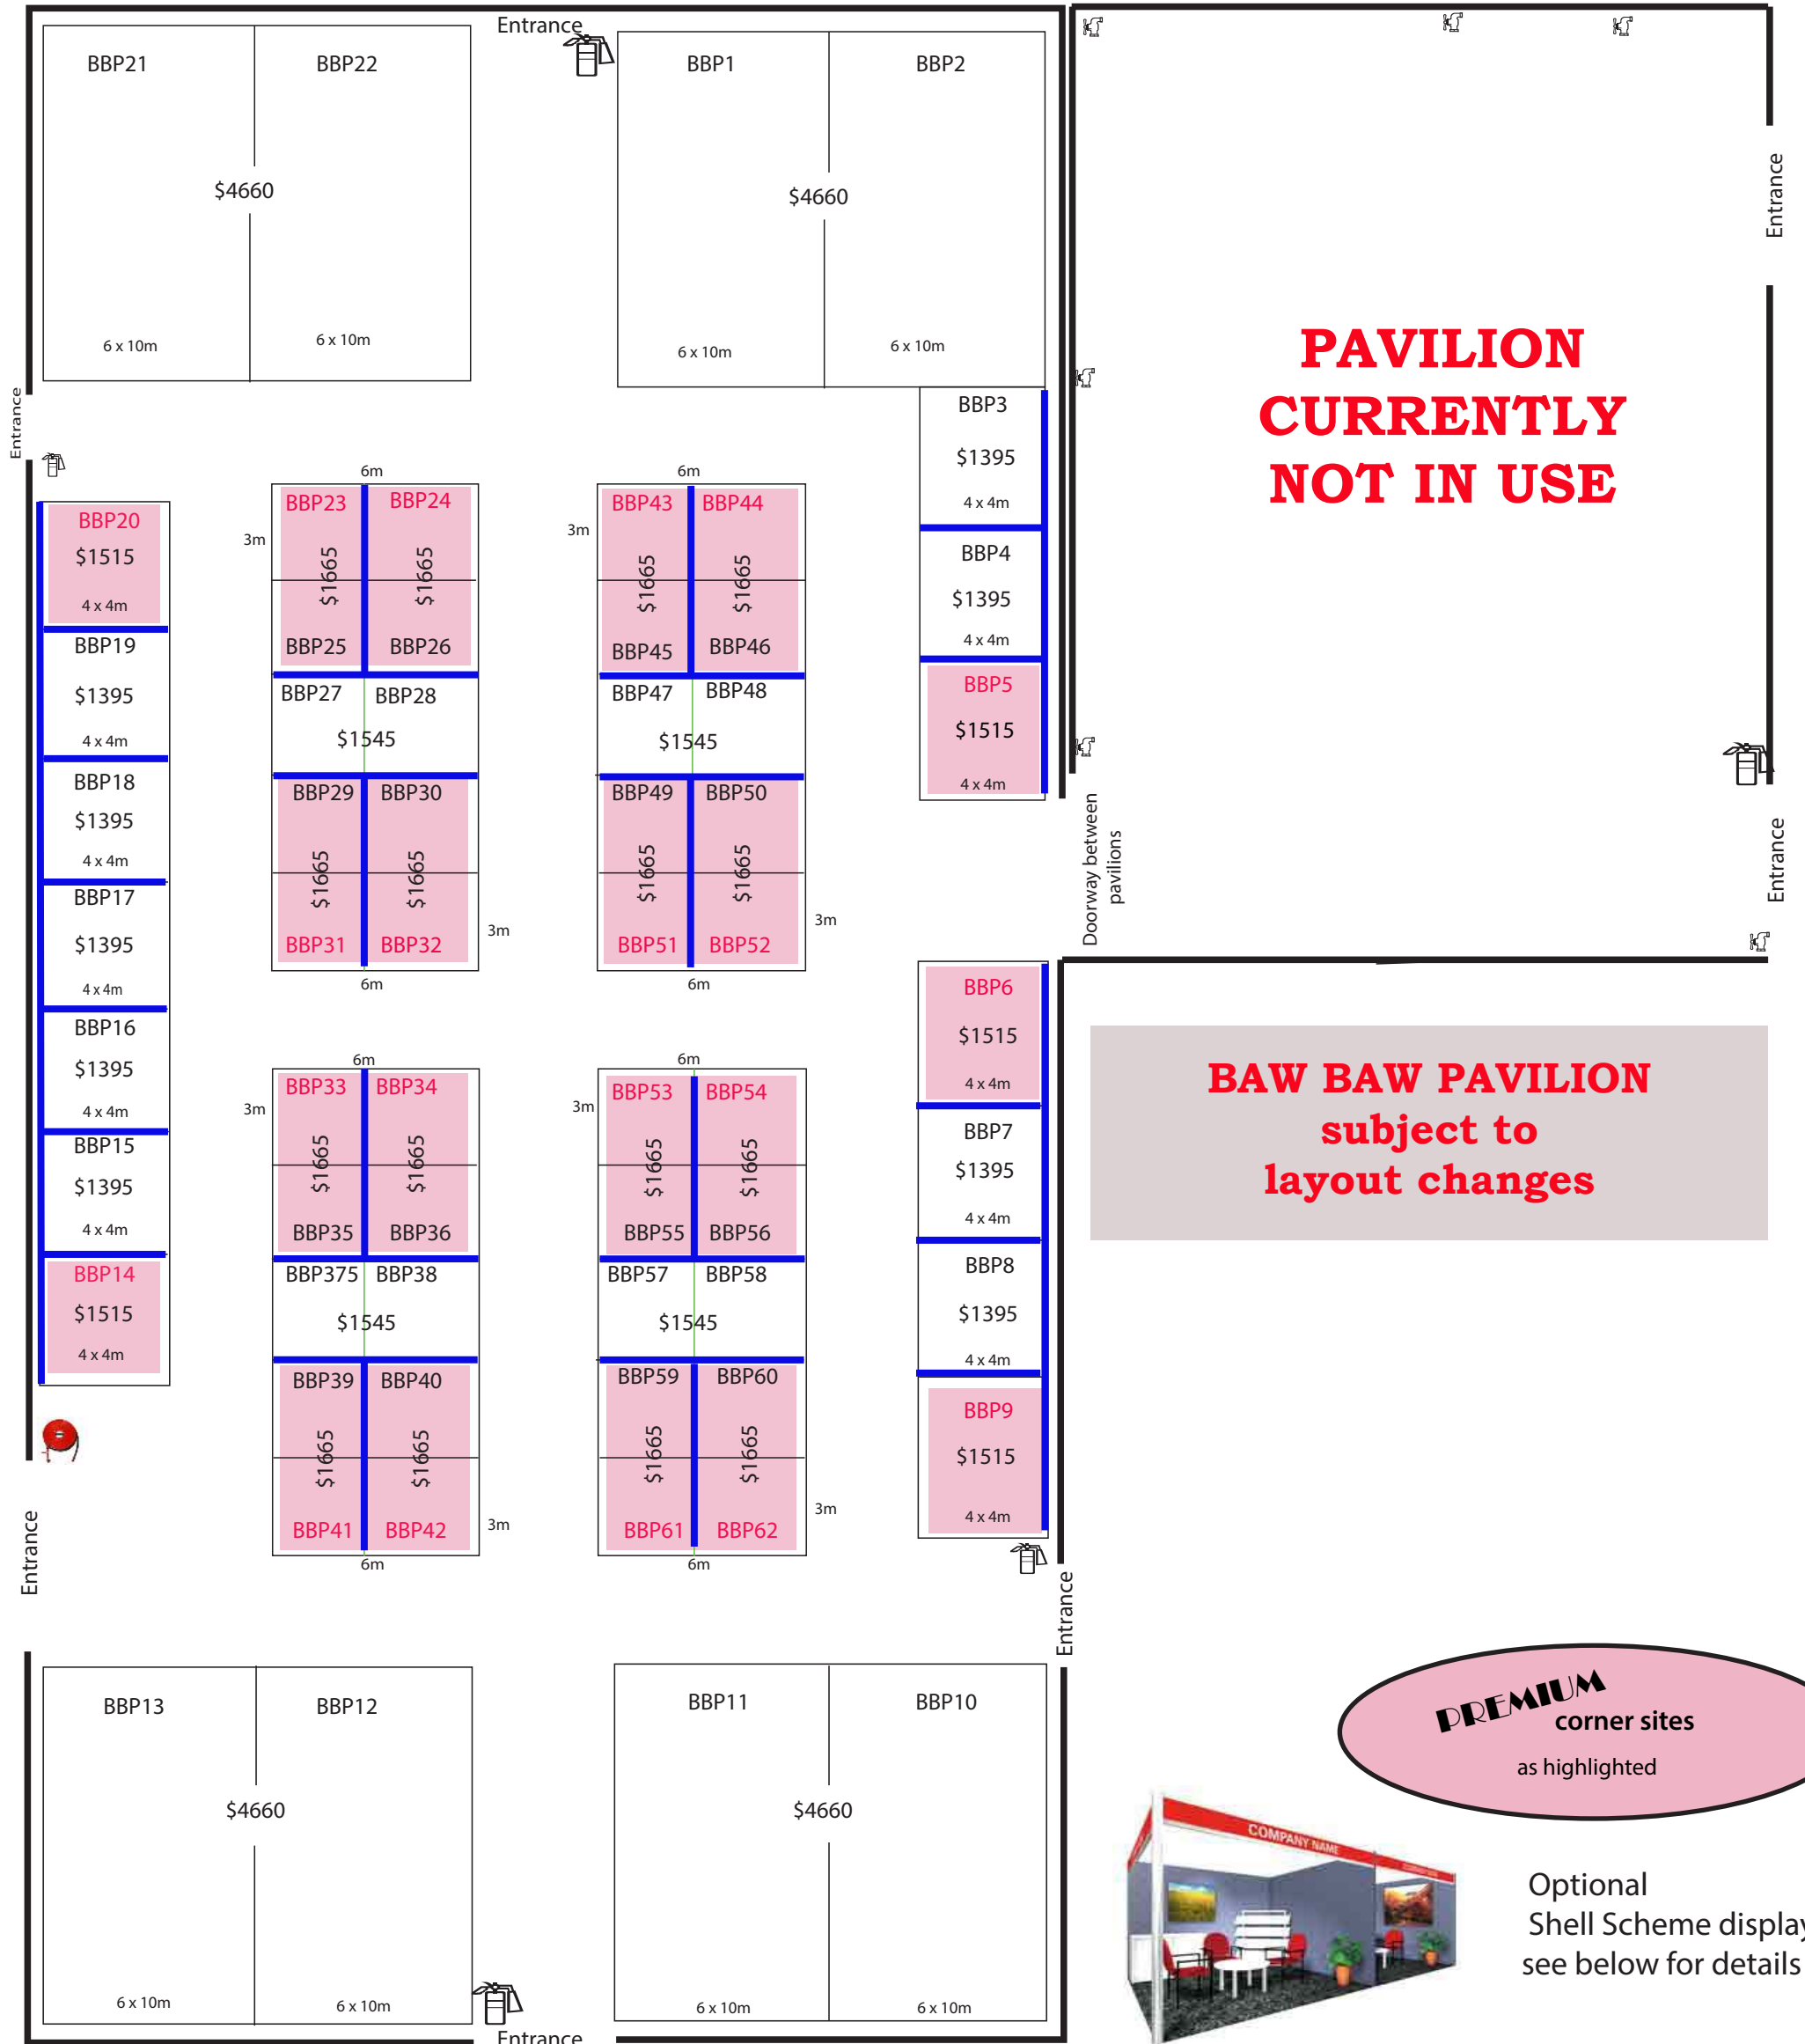 Entrance
BBP21
BBP22
$4660
6 x 10m
6 x 10m
BBP1
BBP2
$4660
6 x 10m
6 x 10m
Entrance
PAVILION
CURRENTLY
NOT IN USE
Entrance
BBP3
$1395
4 x 4m
BBP4
$1395
4 x 4m
BBP5
$1515
4 x 4m
BBP20
$1515
4 x 4m
BBP19
$1395
4 x 4m
BBP18
$1395
4 x 4m
BBP17
$1395
4 x 4m
BBP16
$1395
4 x 4m
BBP15
$1395
4 x 4m
BBP14
$1515
4 x 4m
6m
3m
BBP23
BBP24
$1665
$1665
BBP25
BBP26
BBP27
BBP28
$1545
BBP29
BBP30
$1665
$1665
BBP31
BBP32
3m
6m
6m
3m
BBP43
BBP44
$1665
$1665
BBP45
BBP46
BBP47
BBP48
$1545
BBP49
BBP50
$1665
$1665
BBP51
BBP52
3m
6m
Doorway between
pavilions
Entrance
BBP6
$1515
4 x 4m
BBP7
$1395
4 x 4m
BBP8
$1395
4 x 4m
BBP9
$1515
4 x 4m
BAW BAW PAVILION
subject to
layout changes
6m
3m
BBP33
BBP34
$1665
$1665
BBP35
BBP36
BBP375
BBP38
$1545
BBP39
BBP40
$1665
$1665
BBP41
BBP42
3m
6m
6m
3m
BBP53
BBP54
$1665
$1665
BBP55
BBP56
BBP57
BBP58
$1545
BBP59
BBP60
$1665
$1665
BBP61
BBP62
3m
6m
Entrance
Entrance
BBP13
BBP12
$4660
6 x 10m
6 x 10m
BBP11
BBP10
$4660
6 x 10m
6 x 10m
Entrance
PREMIUM
corner sites
as highlighted
COMPANY NAME
Optional
Shell Scheme display
see below for details